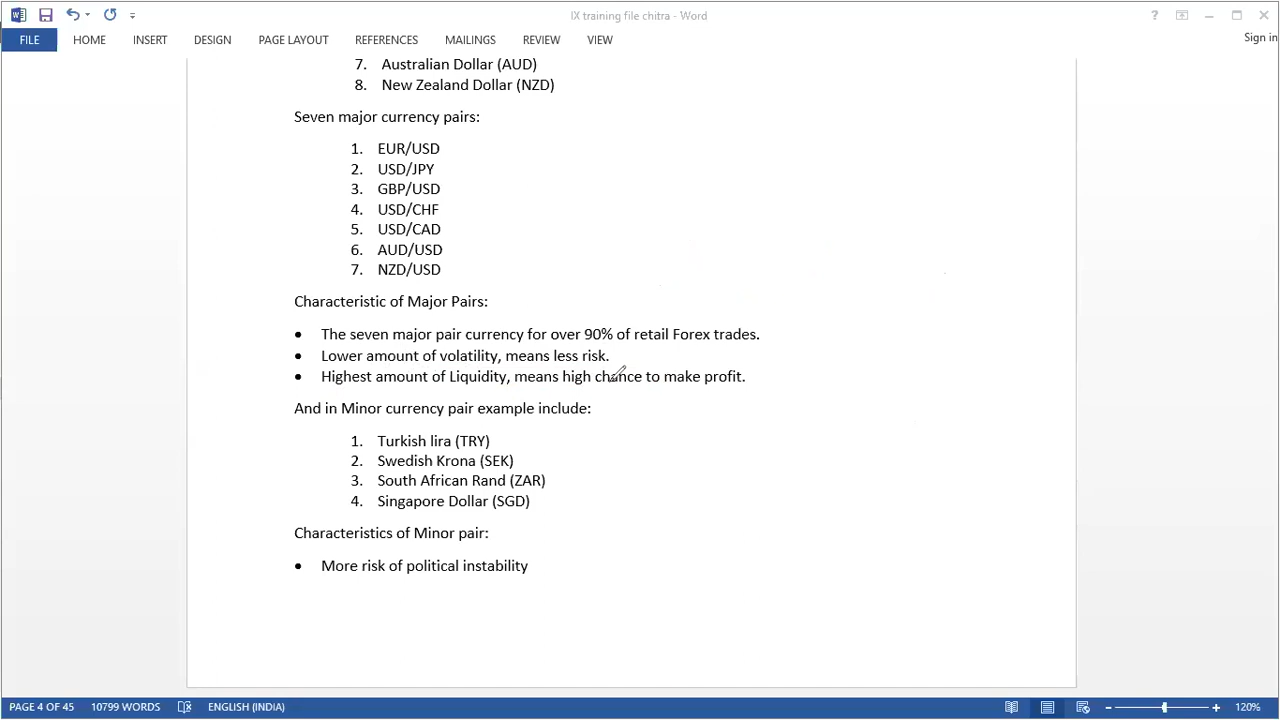 IX training file chitra - Word
?
Sign in
FILE HOME INSERT DESIGN PAGE LAYOUT REFERENCES MAILINGS REVIEW VIEW
7. Australian Dollar (AUD)
8. New Zealand Dollar (NZD)
Seven major currency pairs:
1. EUR/USD
2. USD/JPY
3. GBP/USD
4. USD/CHF
5. USD/CAD
6. AUD/USD
7. NZD/USD
Characteristic of Major Pairs:
• The seven major pair currency for over 90% of retail Forex trades.
• Lower amount of volatility, means less risk.
• Highest amount of Liquidity, means high chance to make profit.
And in Minor currency pair example include:
1. Turkish lira (TRY)
2. Swedish Krona (SEK)
3. South African Rand (ZAR)
4. Singapore Dollar (SGD)
Characteristics of Minor pair:
• More risk of political instability
PAGE 4 OF 45 10799 WORDS ENGLISH (INDIA) 120%